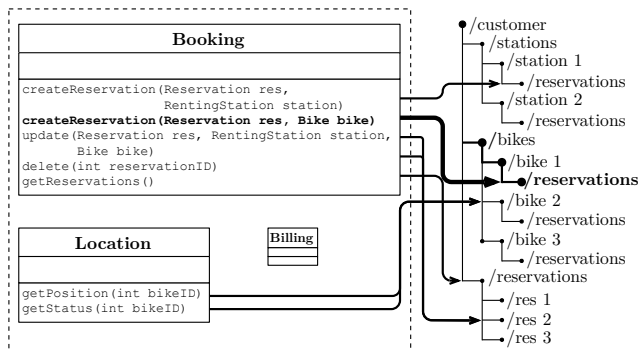 Booking
createReservation(Reservation res,
RentingStation station)
createReservation(Reservation res, Bike bike)
update(Reservation res, RentingStation station,
Bike bike)
delete(int reservationID)
getReservations()
Location
getPosition(int bikeID)
getStatus(int bikeID)
Billing
/customer
/stations
/station 1
/reservations
/station 2
/reservations
/bikes
/bike 1
/reservations
/bike 2
/reservations
/bike 3
/reservations
/reservations
/res 1
/res 2
/res 3